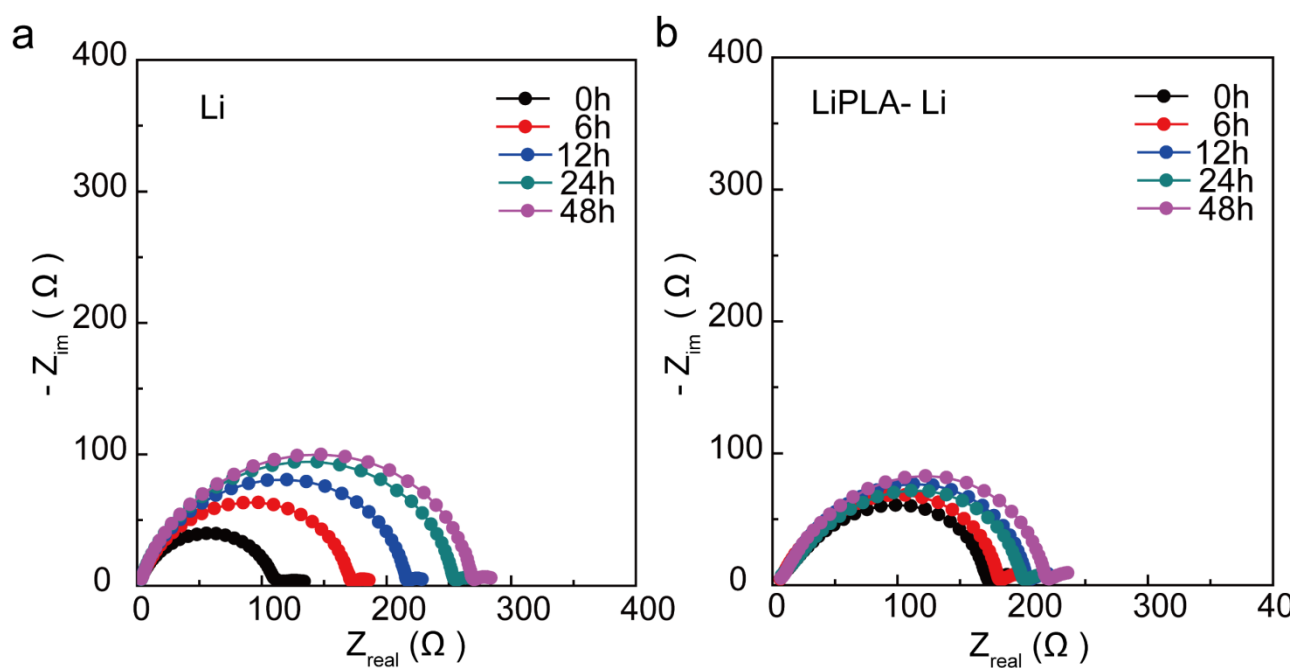 a
Li
0h
6h
12h
24h
48h
400
300
200
100
0
- Z_im ( Ω )
0 100 200 300 400
Z_real (Ω )
b
LiPLA- Li
0h
6h
12h
24h
48h
400
300
200
100
0
- Z_im ( Ω )
0 100 200 300 40
Z_real (Ω )